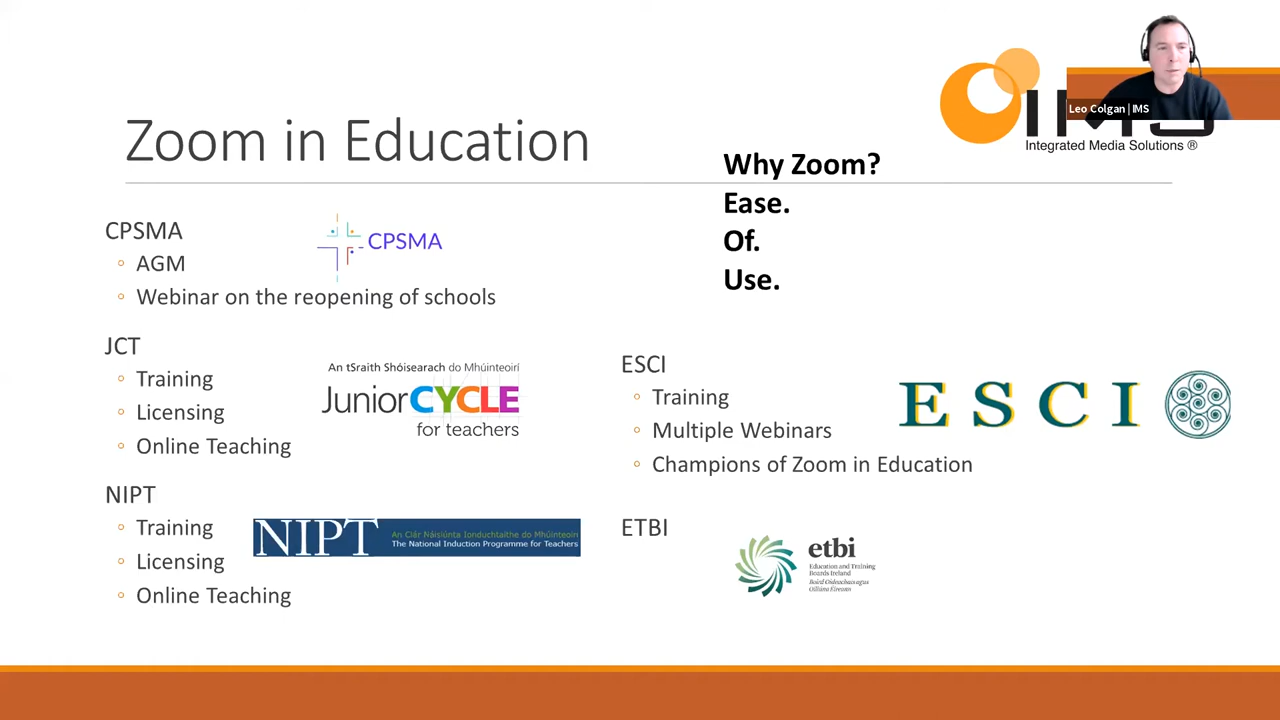 Zoom in Education
Leo Colgan | IMS
IMS
Integrated Media Solutions ®
Why Zoom?
Ease.
Of.
Use.
CPSMA
CPSMA
AGM
Webinar on the reopening of schools
JCT
Training
Licensing
Online Teaching
An tSraith Shóisearach do Mhúinteoirí
JuniorCYCLE
for teachers
NIPT
Training
Licensing
Online Teaching
NIPT
An Clár Náisiúnta Ionduchtaithe do Mhúinteoirí
The National Induction Programme for Teachers
ESCI
Training
Multiple Webinars
Champions of Zoom in Education
ESCI
ETBI
etbi
Education and Training
Boards Ireland
Boird Oideachais agus
Oiliúna Éireann